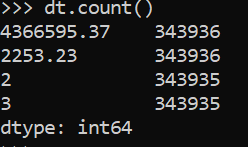 >>> dt.count()
4366595.37    343936
2253.23       343936
2             343935
3             343935
dtype: int64